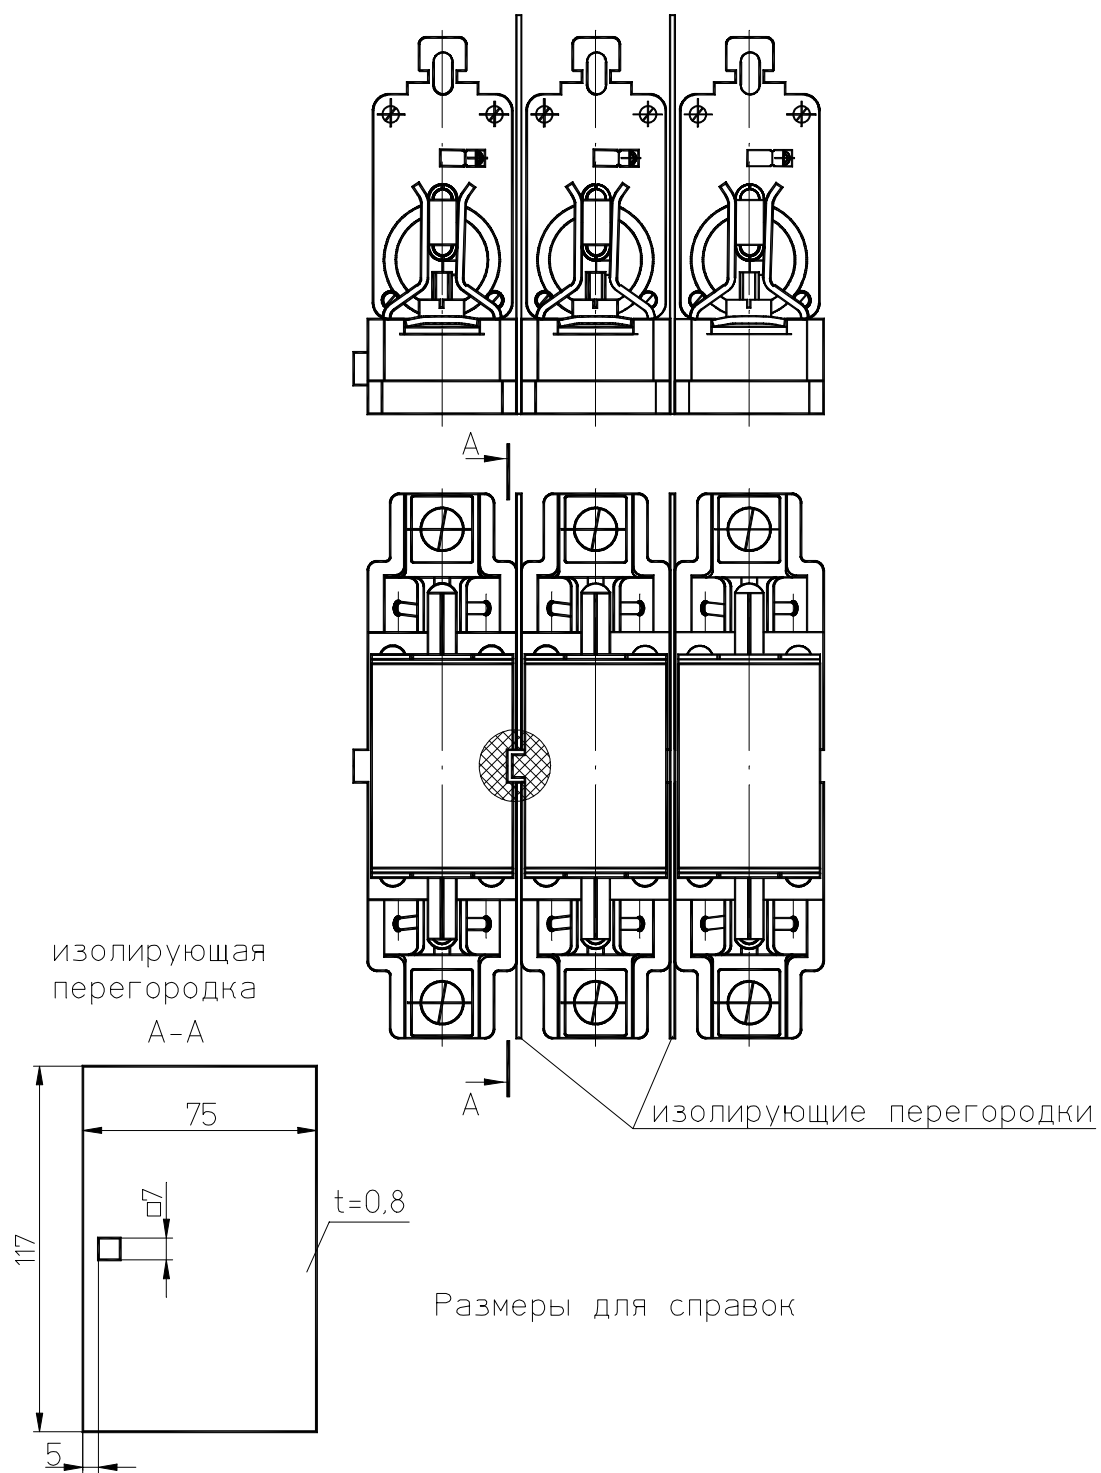 А
изолирующая
перегородка
А-А
А
изолирующие перегородки
75
□7
t=0,8
117
Размеры для справок
5